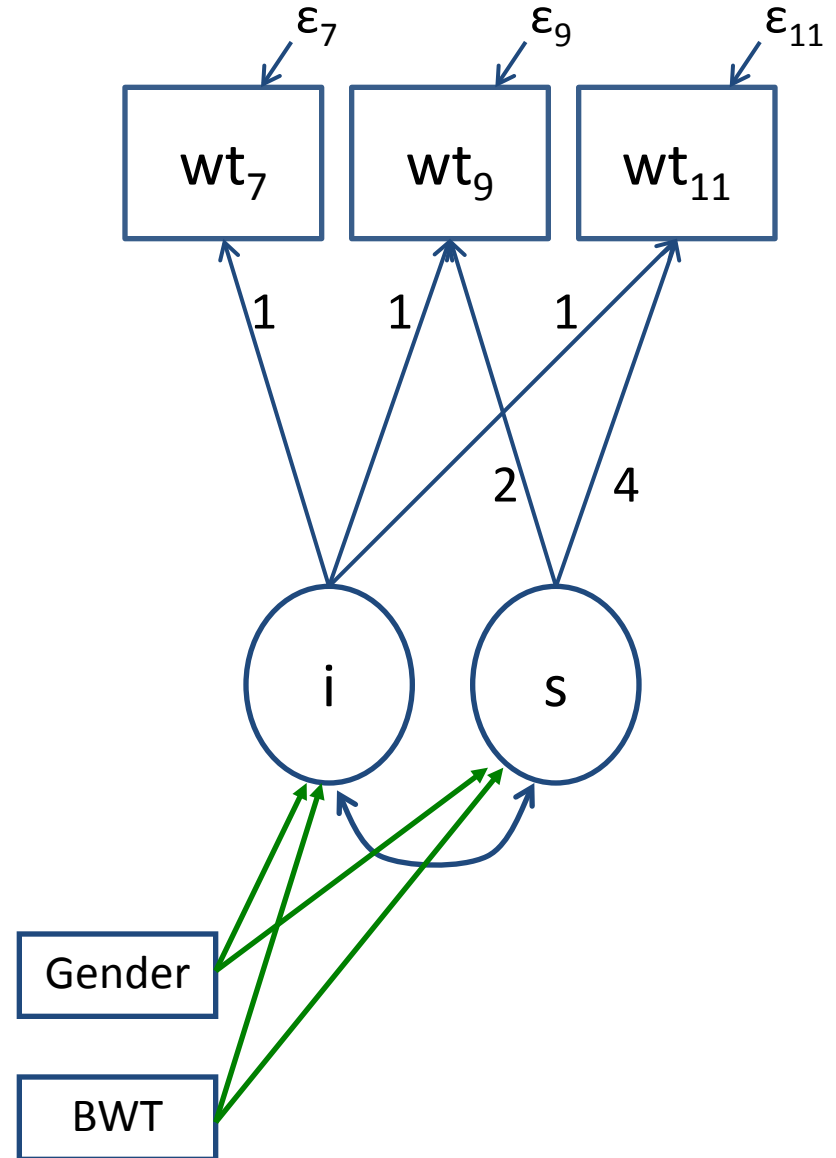 ε₇ ε₉ ε₁₁
wt₇ wt₉ wt₁₁
1 1 1
2 4
i s
Gender
BWT